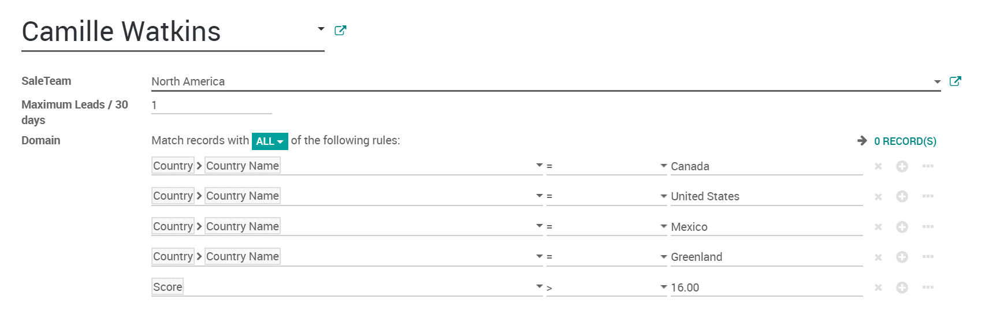 Camille Watkins
SaleTeam North America
Maximum Leads / 30 days 1
Domain Match records with ALL of the following rules: 0 RECORD(S)
Country Country Name = Canada
Country Country Name = United States
Country Country Name = Mexico
Country Country Name = Greenland
Score > 16.00